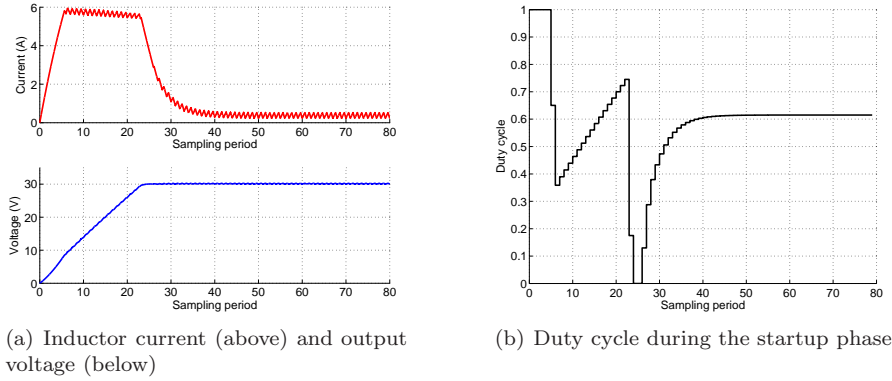 6
4
2
0
Current (A)
0 10 20 30 40 50 60 70 80
Sampling period
30
20
10
0
Voltage (V)
0 10 20 30 40 50 60 70 80
Sampling period
(a) Inductor current (above) and output
voltage (below)
1
0.9
0.8
0.7
0.6
0.5
0.4
0.3
0.2
0.1
0
Duty cycle
0 10 20 30 40 50 60 70 80
Sampling period
(b) Duty cycle during the startup phase